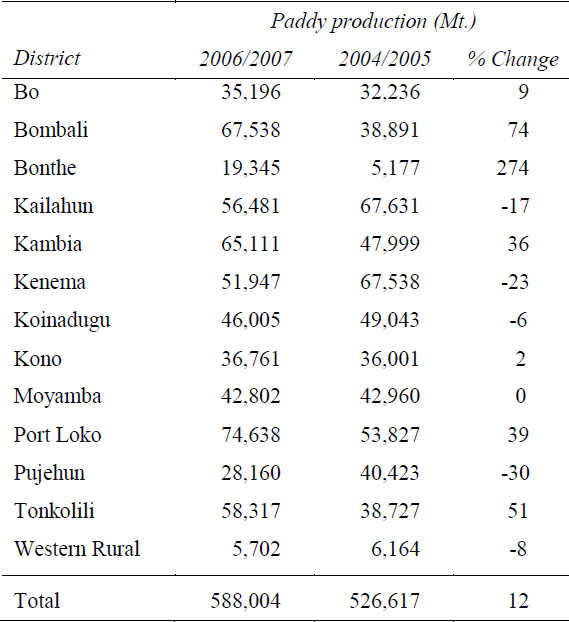 Paddy production (Mt.)
District 2006/2007 2004/2005 % Change
Bo 35,196 32,236 9
Bombali 67,538 38,891 74
Bonthe 19,345 5,177 274
Kailahun 56,481 67,631 -17
Kambia 65,111 47,999 36
Kenema 51,947 67,538 -23
Koinadugu 46,005 49,043 -6
Kono 36,761 36,001 2
Moyamba 42,802 42,960 0
Port Loko 74,638 53,827 39
Pujehun 28,160 40,423 -30
Tonkolili 58,317 38,727 51
Western Rural 5,702 6,164 -8
Total 588,004 526,617 12